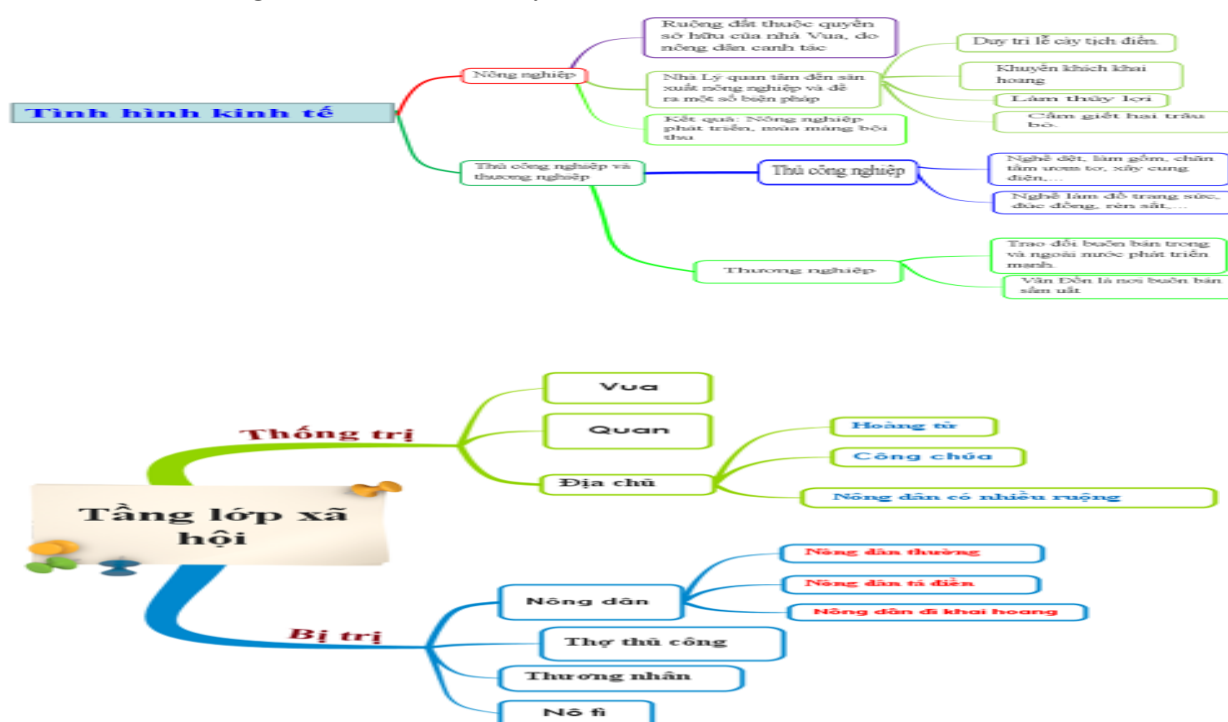 Tình hình kinh tế
Nông nghiệp
Ruộng đất thuộc quyền
sở hữu của nhà Vua, do
nông dân canh tác
Nhà Lý quan tâm đến sản
xuất nông nghiệp và đề
ra một số biện pháp
Duy trì lễ cày tịch điền.
Khuyến khích khai
hoang
Làm thủy lợi
Cấm giết hại trâu
bò.
Kết quả: Nông nghiệp
phát triển, mùa màng bội
thu
Thủ công nghiệp và
thương nghiệp
Thủ công nghiệp
Nghề dệt, làm gốm, chăn
tằm ươm tơ, xây cung
điện,...
Nghề làm đồ trang sức,
đúc đồng, rèn sắt,...
Thương nghiệp
Trao đổi buôn bán trong
và ngoài nước phát triển
mạnh.
Vân Đồn là nơi buôn bán
sầm uất
Tầng lớp xã
hội
Thống trị
Vua
Quan
Địa chủ
Hoàng tử
Công chúa
Nông dân có nhiều ruộng
Bị trị
Nông dân
Nông dân thường
Nông dân tá điền
Nông dân đi khai hoang
Thợ thủ công
Thương nhân
Nô tì